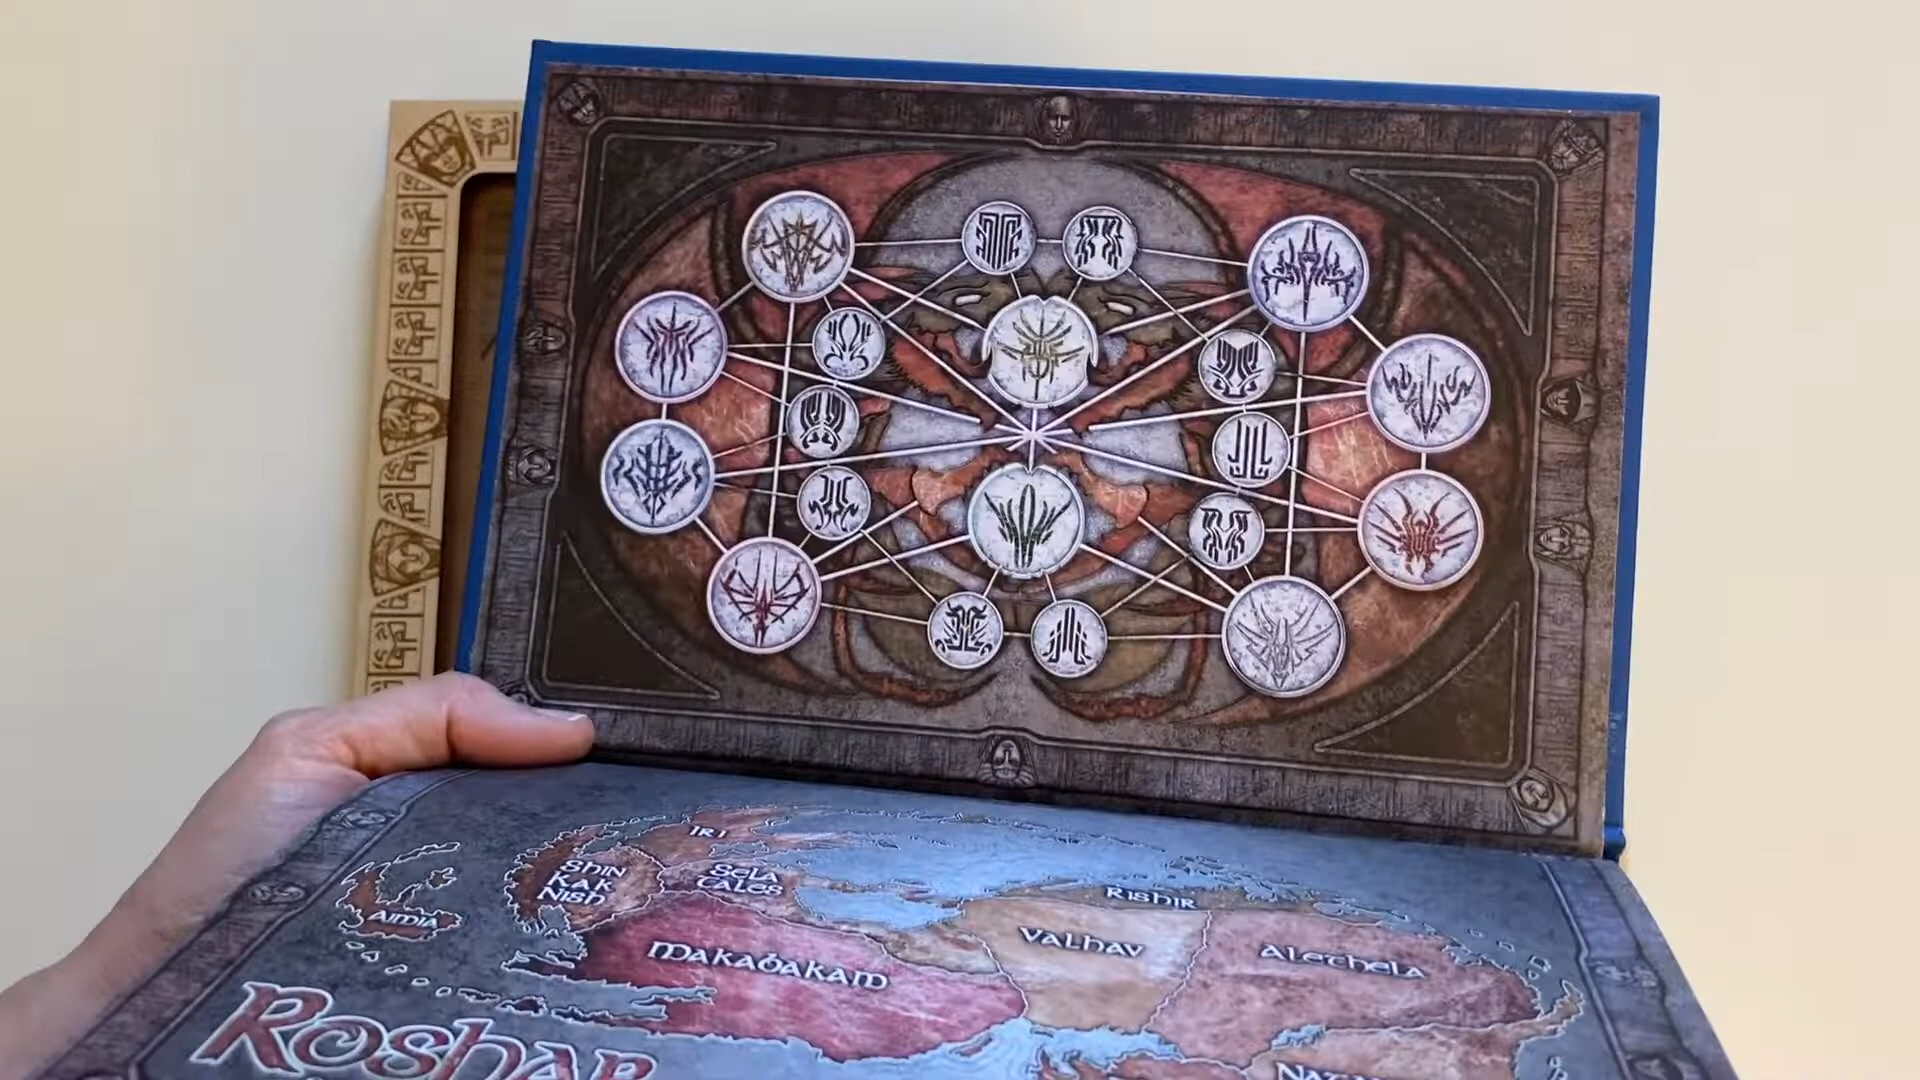 IRI
Shin
Kak
Nish
Sela
Tales
Rishir
Aimia
Makabakam
Valhav
Alethela
Roshar